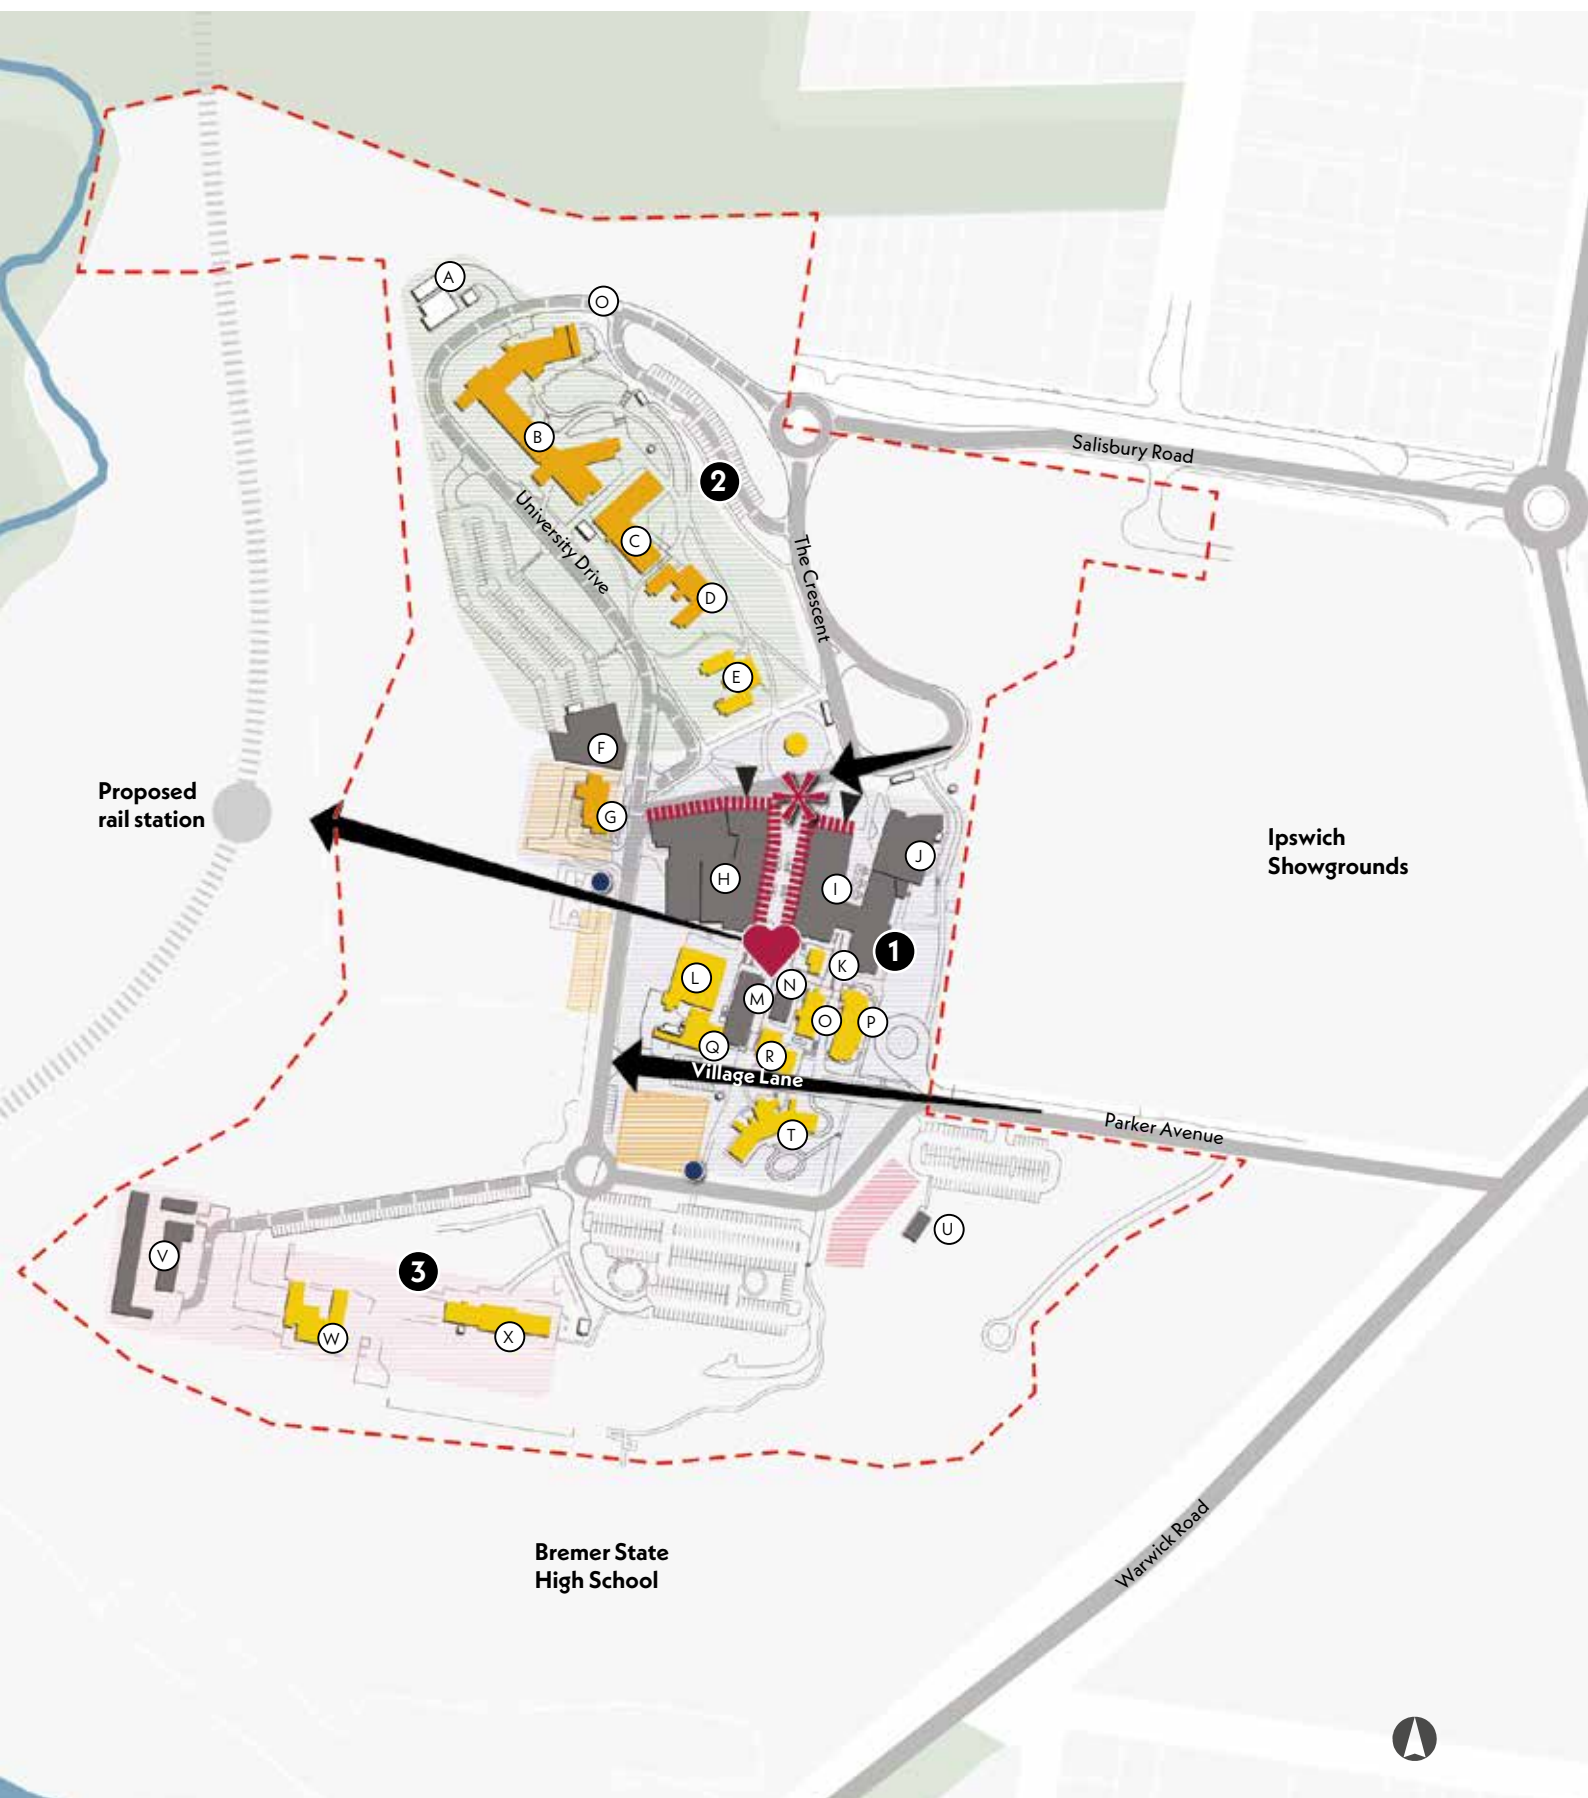 A
O
B
Salisbury Road
2
University Drive
C
The Crescent
D
E
F
Proposed
rail station
G
Ipswich
Showgrounds
J
H
I
1
K
L
N
M
O
P
Q
R
Village Lane
Parker Avenue
T
U
V
3
W
X
Warwick Road
Bremer State
High School